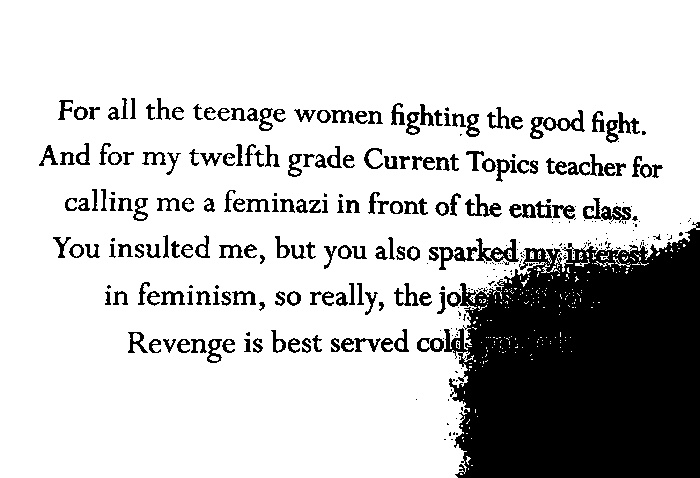 For all the teenage women fighting the good fight.
And for my twelfth grade Current Topics teacher for
calling me a feminazi in front of the entire class.
You insulted me, but you also sparked my interest
in feminism, so really, the joke
Revenge is best served cold,